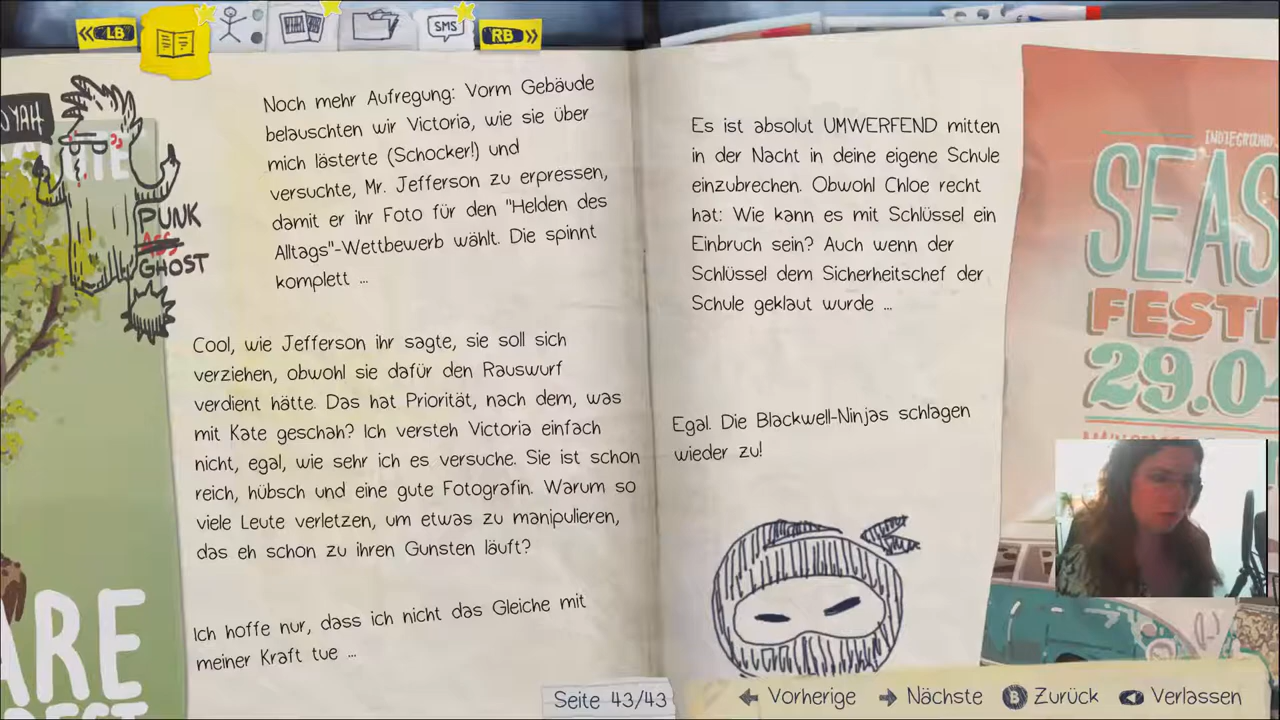 LB
SMS
RB
Noch mehr Aufregung: Vorm Gebäude
belauschten wir Victoria, wie sie über
mich lästerte (Schocker!) und
versuchte, Mr. Jefferson zu erpressen,
damit er ihr Foto für den "Helden des
Alltags"-Wettbewerb wählt. Die spinnt
komplett ...
PUNK
ASS
GHOST
Cool, wie Jefferson ihr sagte, sie soll sich
verziehen, obwohl sie dafür den Rauswurf
verdient hätte. Das hat Priorität, nach dem, was
mit Kate geschah? Ich versteh Victoria einfach
nicht, egal, wie sehr ich es versuche. Sie ist schon
reich, hübsch und eine gute Fotografin. Warum so
viele Leute verletzen, um etwas zu manipulieren,
das eh schon zu ihren Gunsten läuft?
Ich hoffe nur, dass ich nicht das Gleiche mit
meiner Kraft tue ...
Es ist absolut UMWERFEND mitten
in der Nacht in deine eigene Schule
einzubrechen. Obwohl Chloe recht
hat: Wie kann es mit Schlüssel ein
Einbruch sein? Auch wenn der
Schlüssel dem Sicherheitschef der
Schule geklaut wurde ...
Egal. Die Blackwell-Ninjas schlagen
wieder zu!
INDIEGROUND
SEAS
FESTI
29.0
ARE
Seite 43/43
Vorherige
Nächste
B Zurück
Verlassen